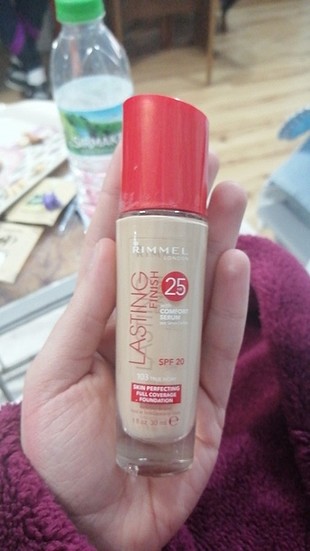 RIMMEL
LONDON
LASTING
FINISH
25
COMFORT
SERUM
SPF 20
SKIN PERFECTING
FULL COVERAGE
FOUNDATION
30 ml